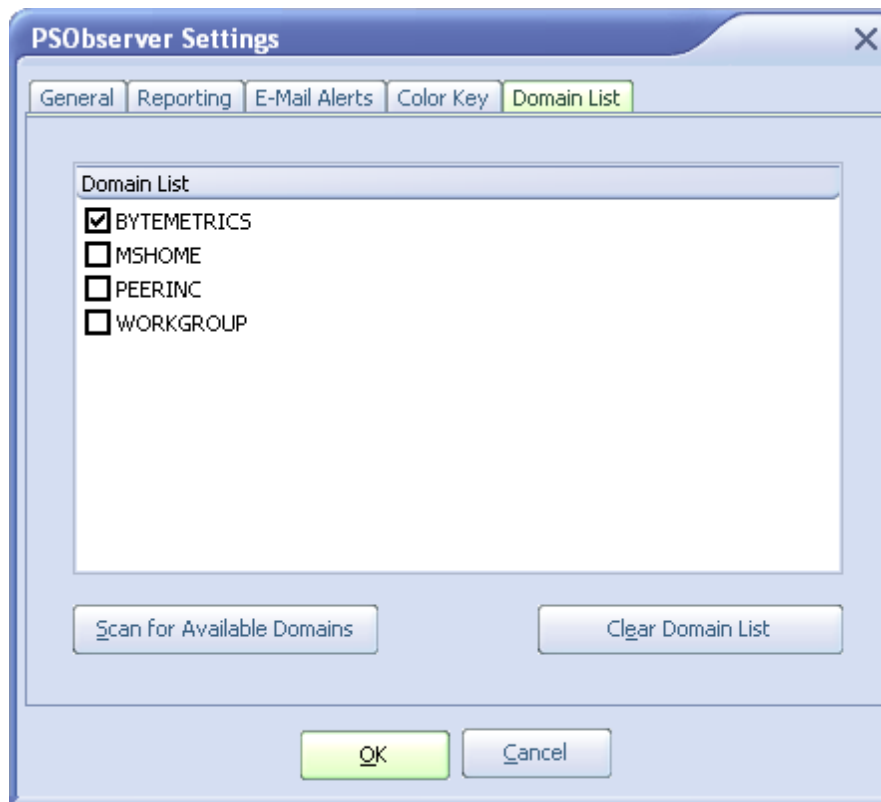 PSObserver Settings
General Reporting E-Mail Alerts Color Key Domain List
Domain List
BYTEMETRICS
MSHOME
PEERINC
WORKGROUP
Scan for Available Domains Clear Domain List
OK Cancel